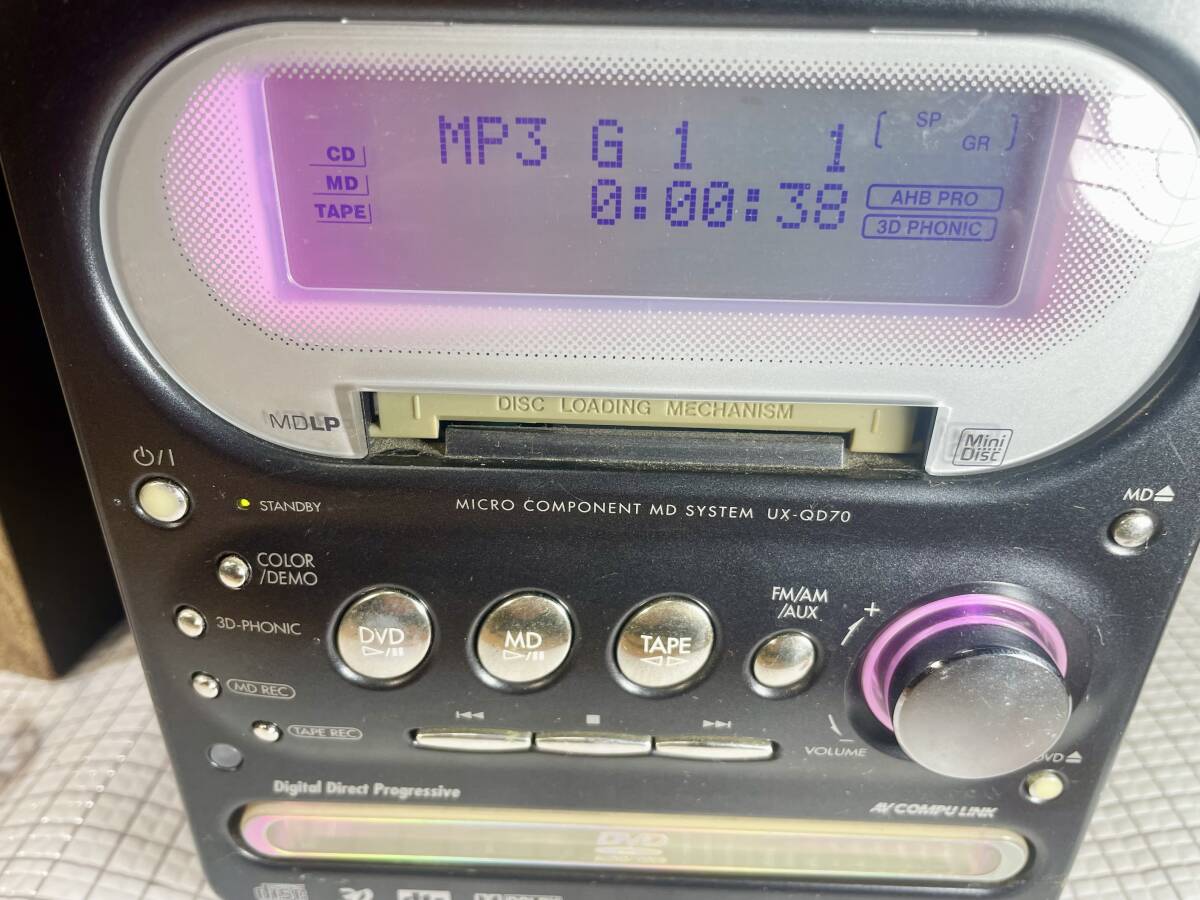 MP3 G 1 1
0:00:38
SP
GR
CD
MD
TAPE
AHB PRO
3D PHONIC
DISC LOADING MECHANISM
MDLP
Mini Disc
MICRO COMPONENT MD SYSTEM UX-QD70
MD
STANDBY
COLOR
/DEMO
3D-PHONIC
MD REC
TAPE REC
DVD
MD
TAPE
FM/AM
/AUX
+
VOLUME
DVD
Digital Direct Progressive
AV COMPU LINK
DVD
disc